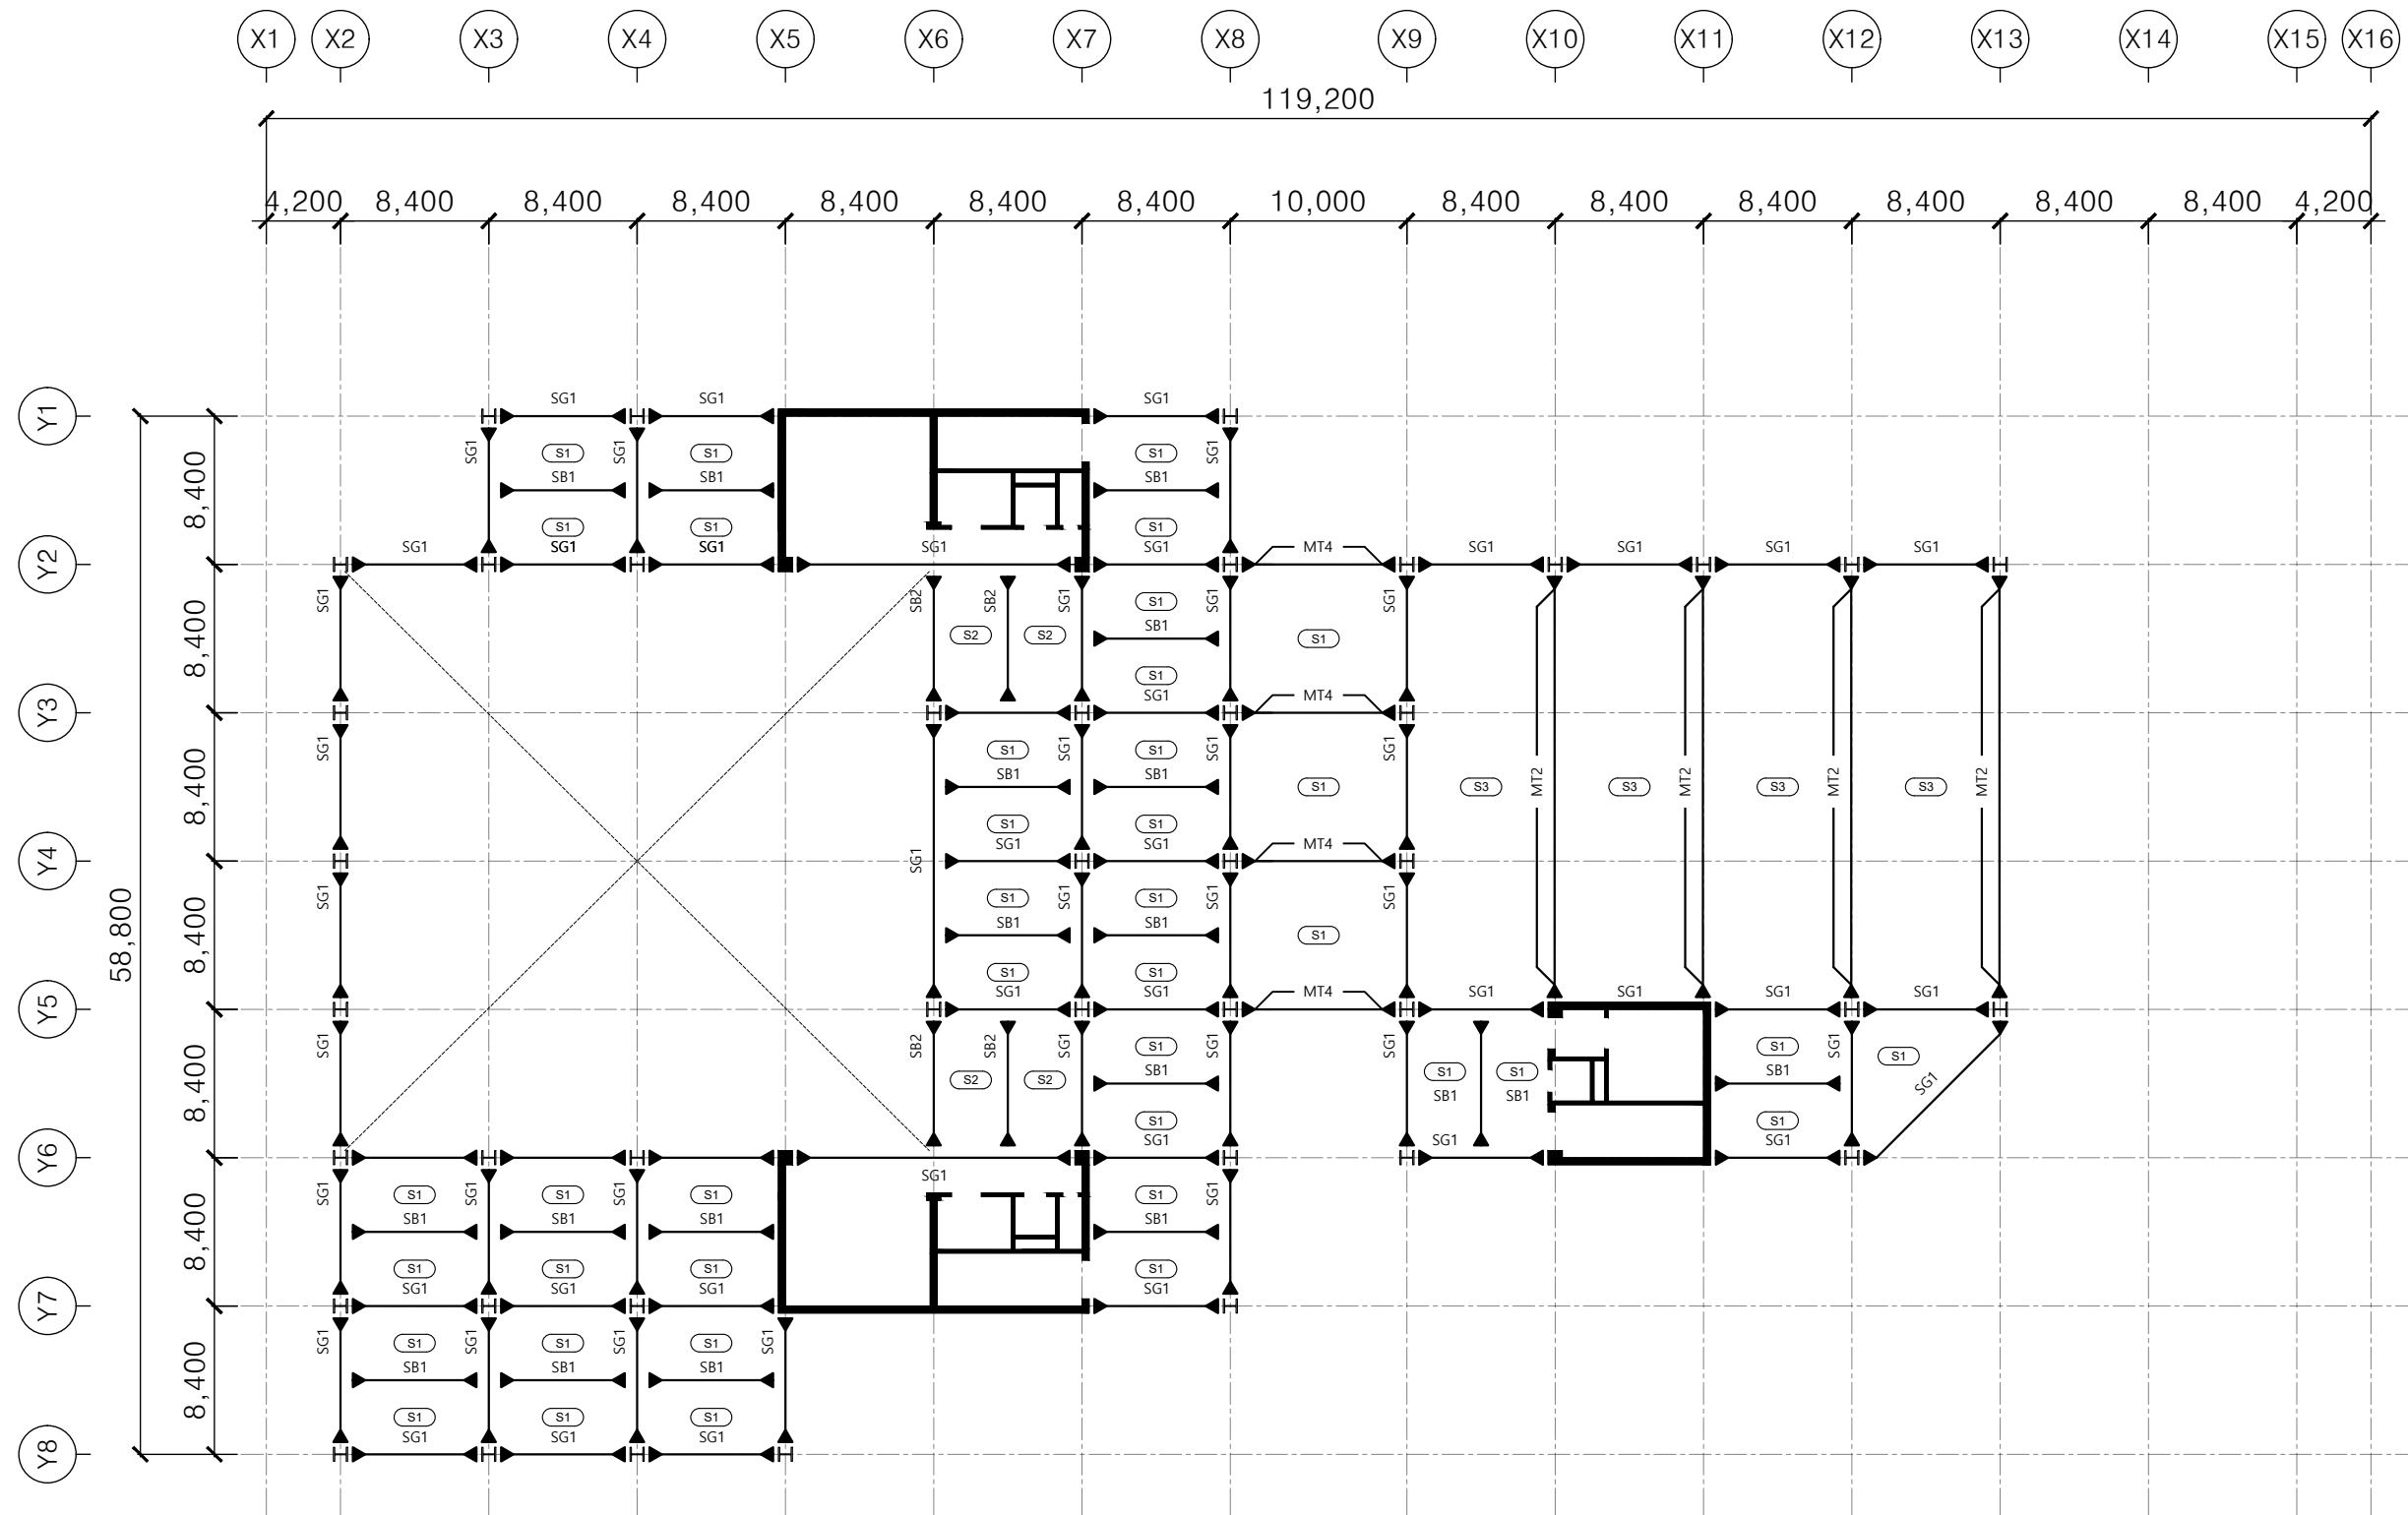 X1 X2 X3 X4 X5 X6 X7 X8 X9 X10 X11 X12 X13 X14 X15 X16
119,200
4,200 8,400 8,400 8,400 8,400 8,400 8,400 10,000 8,400 8,400 8,400 8,400 8,400 8,400 4,200
SG1 SG1 SG1
Y1
SG1 S1 SG1 S1 S1 SG1
SB1 SB1 SB1
8,400
S1 S1 S1
SG1 SG1 SG1 SG1 SG1 MT4 SG1 SG1 SG1 SG1
Y2
SG1 SB2 SB2 SG1 S1 SG1 SG1
SB1
8,400
S2 S2 S1
S1
SG1 MT4
Y3
SG1 S1 SG1 S1 SG1 SG1
SB1 SB1
8,400
S1 S3 MT2 S3 MT2 S3 MT2 S3 MT2
S1 S1
SG1 SG1 SG1 MT4
Y4
58,800
SG1 S1 SG1 S1 SG1 SG1
SB1 SB1
8,400
S1
S1 S1
SG1 SG1 MT4 SG1 SG1 SG1 SG1
Y5
SG1 SB2 SB2 SG1 S1 SG1 SG1 S1 SG1 S1
SB1 S1 S1 SB1 SG1
8,400
S2 S2 SB1 SB1
S1 S1
SG1 SG1 SG1
Y6
SG1
SG1 S1 SG1 S1 SG1 S1 S1 SG1
SB1 SB1 SB1 SB1
8,400
S1 S1 S1 S1
SG1 SG1 SG1 SG1
Y7
SG1 S1 SG1 S1 SG1 S1 SG1
SB1 SB1 SB1
8,400
S1 S1 S1
SG1 SG1 SG1
Y8